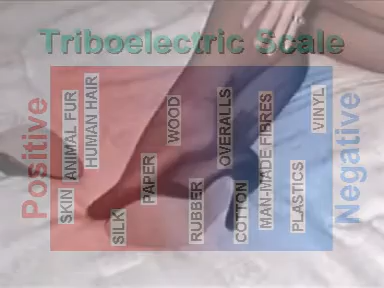 Triboelectric Scale
Positive
SKIN
ANIMAL FUR
HUMAN HAIR
SILK
PAPER
WOOD
RUBBER
OVERALLS
COTTON
MAN-MADE FIBRES
PLASTICS
VINYL
Negative